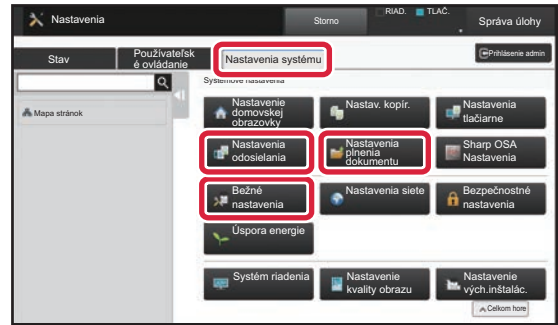 Nastavenia
Storno
RIAD.
TLAČ.
Správa úlohy
Stav
Používateľsk
é ovládanie
Nastavenia systému
Prihlásenie admin
Systémové nastavenia
Mapa stránok
Nastavenie
domovskej
obrazovky
Nastav. kopír.
Nastavenia
tlačiarne
Nastavenia
odosielania
Nastavenia
plnenia
dokumentu
Sharp OSA
Nastavenia
Bežné
nastavenia
Nastavenia siete
Bezpečnostné
nastavenia
Úspora energie
Systém riadenia
Nastavenie
kvality obrazu
Nastavenie
vých.inštalác.
Celkom hore